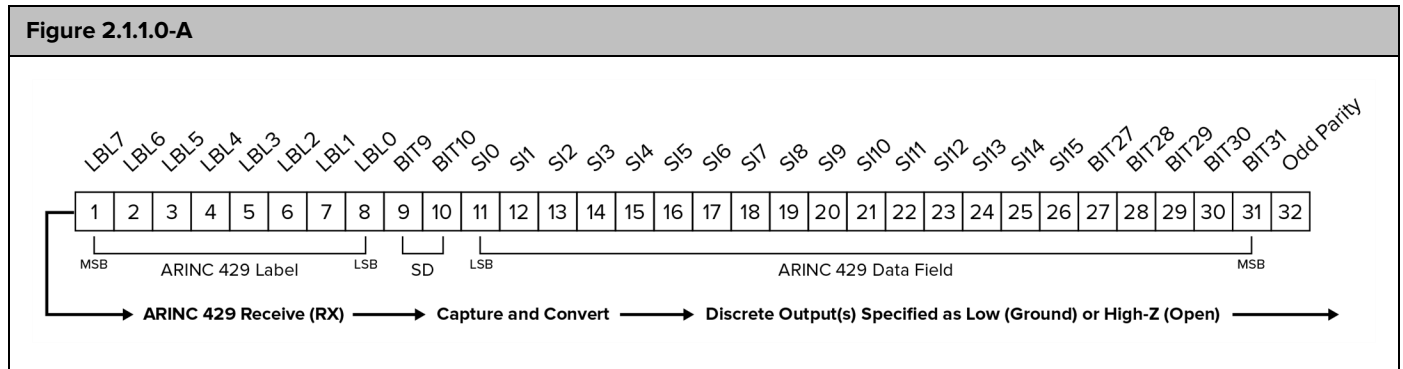 Figure 2.1.1.0-A
LBL7 LBL6 LBL5 LBL4 LBL3 LBL2 LBL1 LBL0 BIT9 BIT10 SI0 SI1 SI2 SI3 SI4 SI5 SI6 SI7 SI8 SI9 SI10 SI11 SI12 SI13 SI14 SI15 BIT27 BIT28 BIT29 BIT30 BIT31 Odd Parity
1 2 3 4 5 6 7 8 9 10 11 12 13 14 15 16 17 18 19 20 21 22 23 24 25 26 27 28 29 30 31 32
MSB ARINC 429 Label LSB SD LSB ARINC 429 Data Field MSB
ARINC 429 Receive (RX) Capture and Convert Discrete Output(s) Specified as Low (Ground) or High-Z (Open)